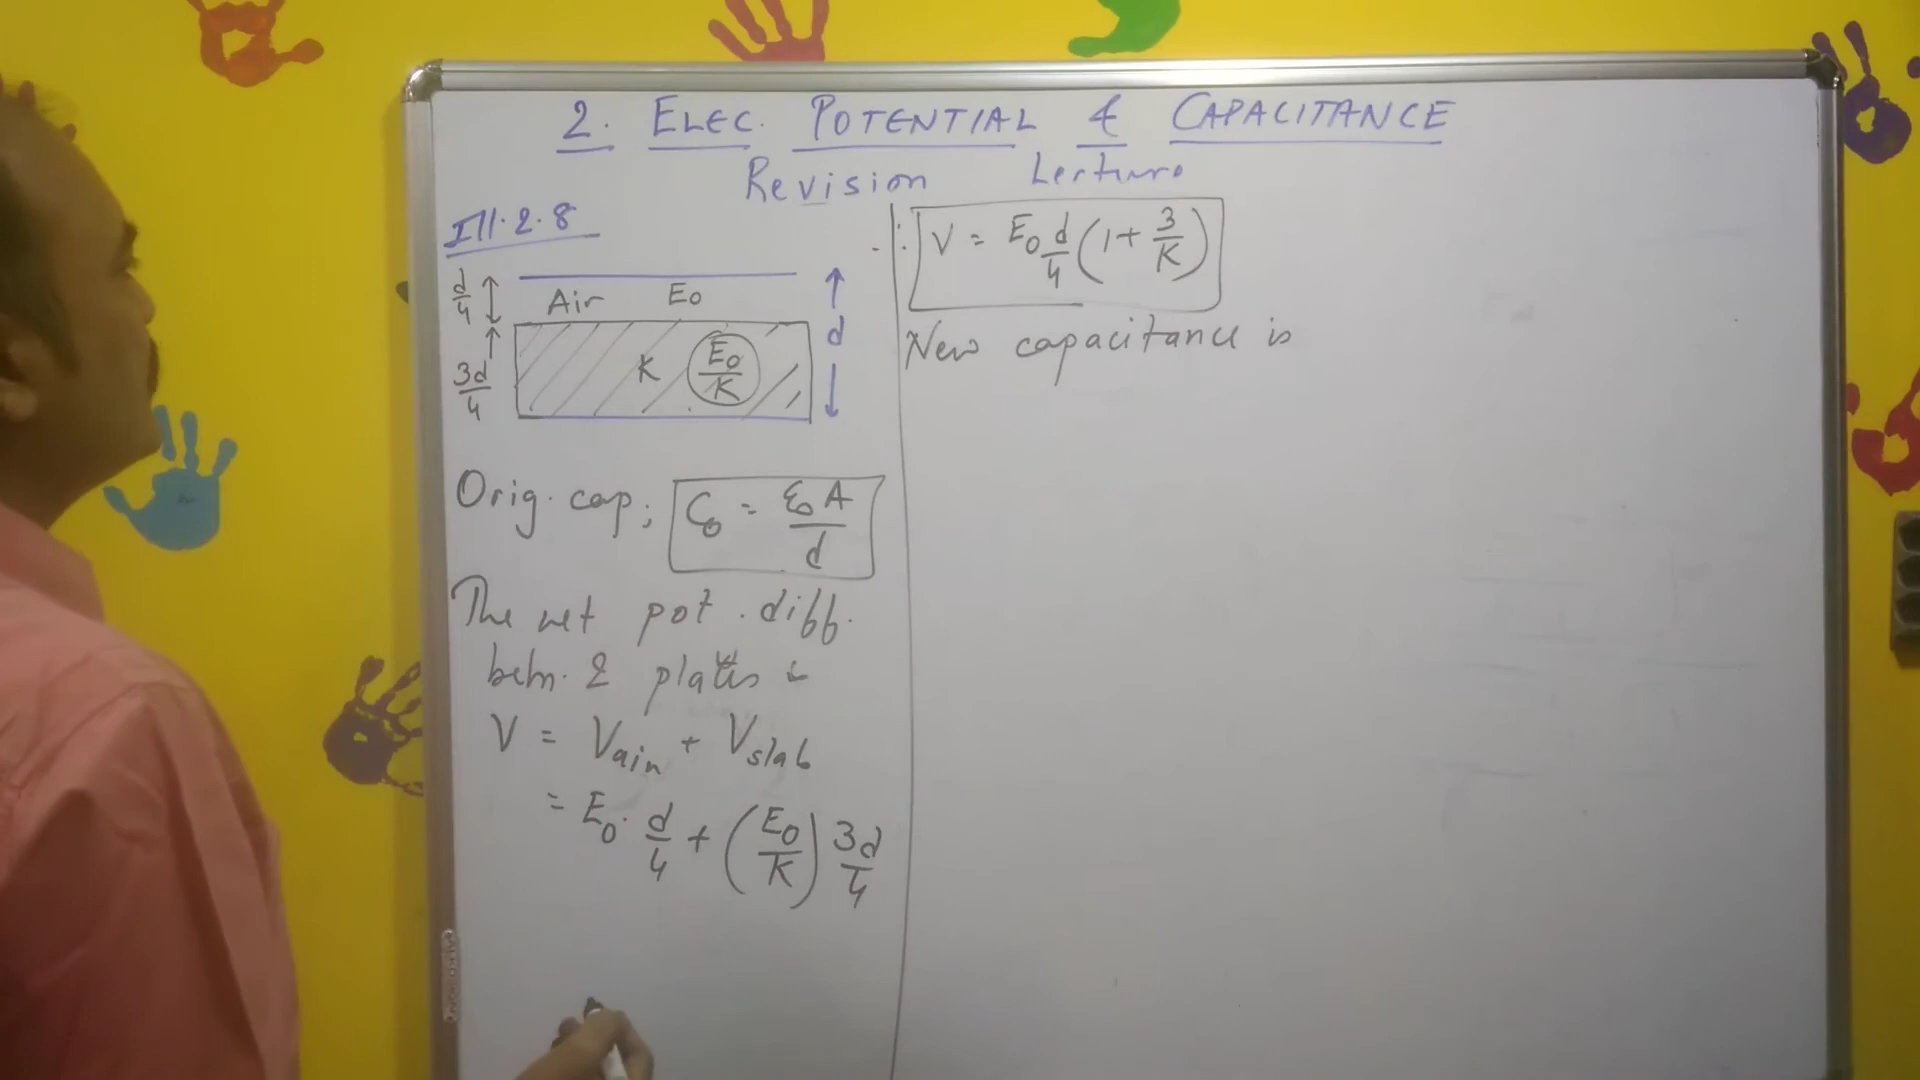 2. ELEC. POTENTIAL & CAPACITANCE
Revision Lecture
Ill. 2.8
d/4
Air E₀
3d/4
K E₀/K
d
Orig. cap; C₀ = ε₀A/d
The net pot. diff.
betn. 2 plates is
V = Vair + Vslab
= E₀. d/4 + (E₀/K) 3d/4
∴ V = E₀ d/4 (1 + 3/K)
New capacitance is